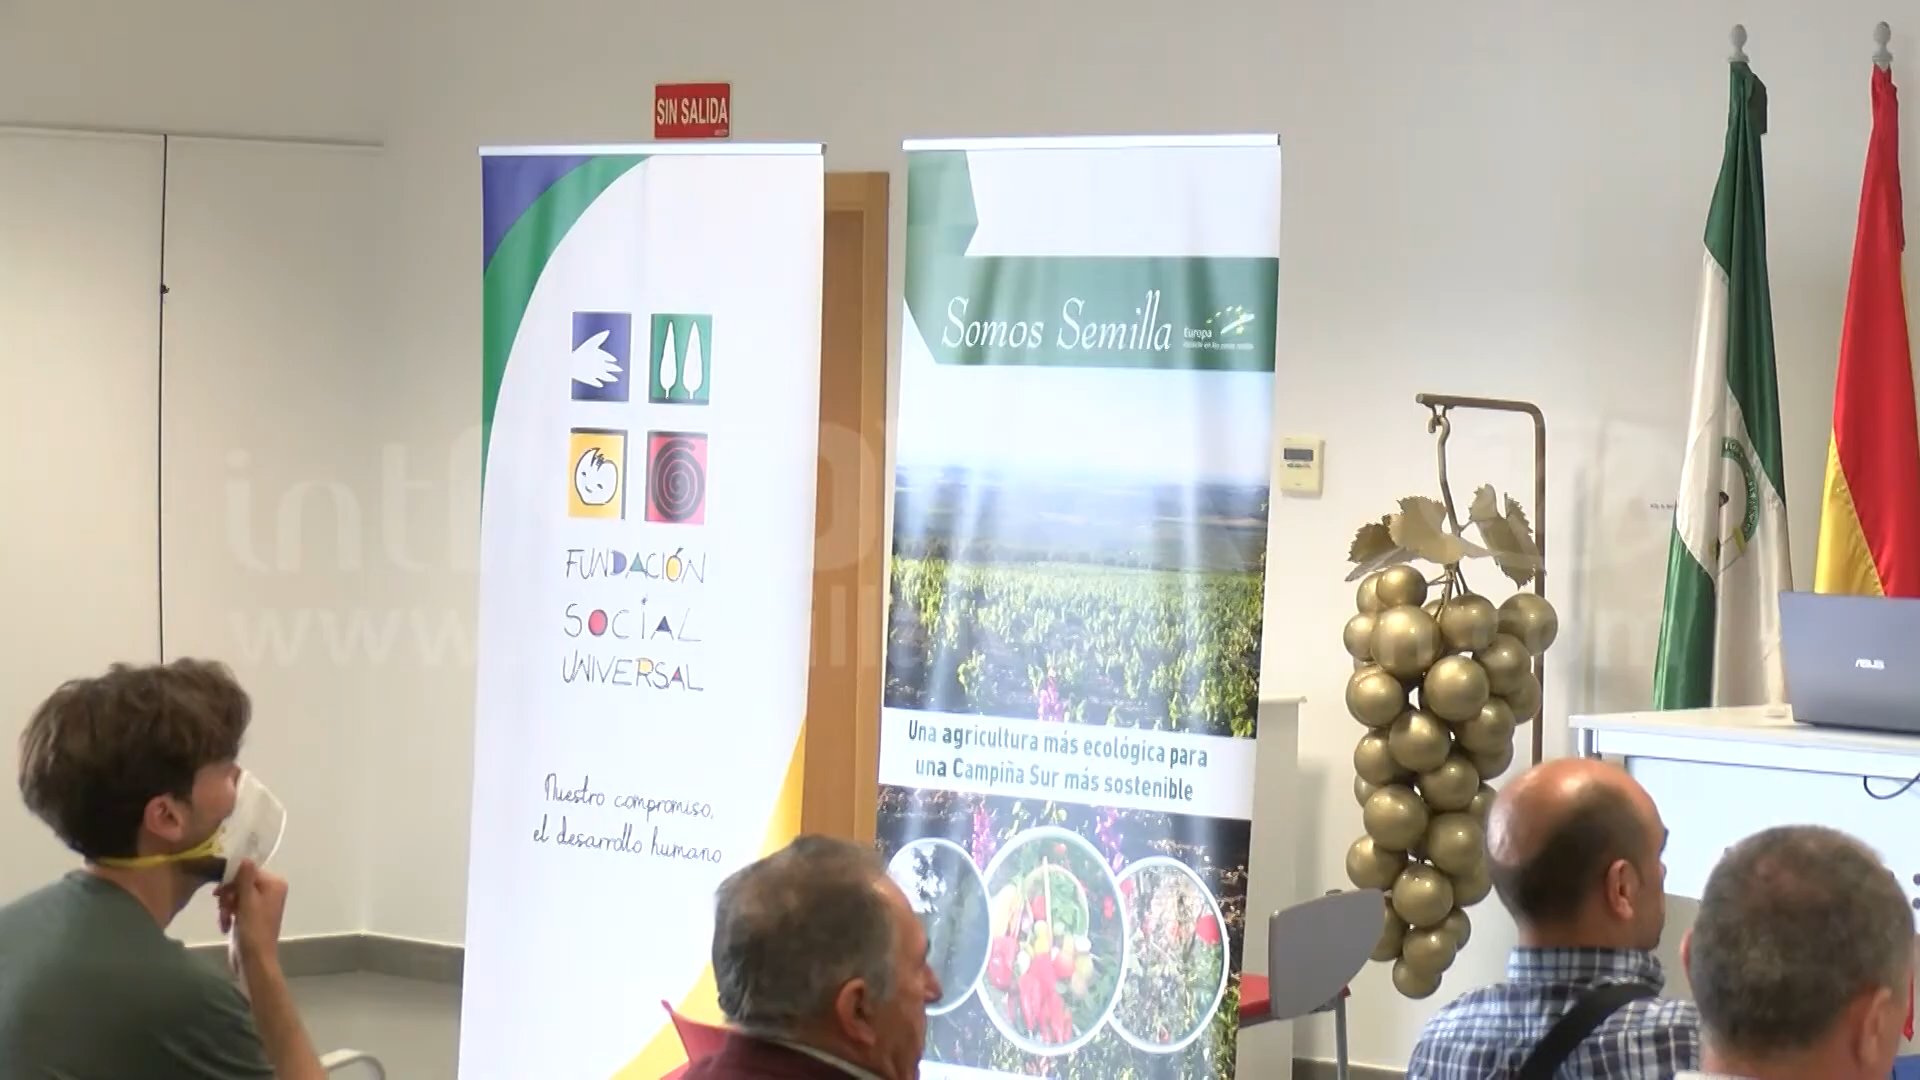 SIN SALIDA
Somos Semilla
Europa
FUNDACIÓN
SOCIAL
UNIVERSAL
Una agricultura más ecológica para
una Campiña Sur más sostenible
Nuestro compromiso,
el desarrollo humano
ASUS